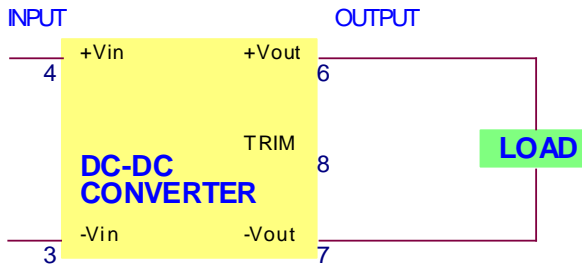 INPUT
OUTPUT
+Vin
+Vout
4
6
TRIM
8
DC-DC
CONVERTER
LOAD
-Vin
-Vout
3
7